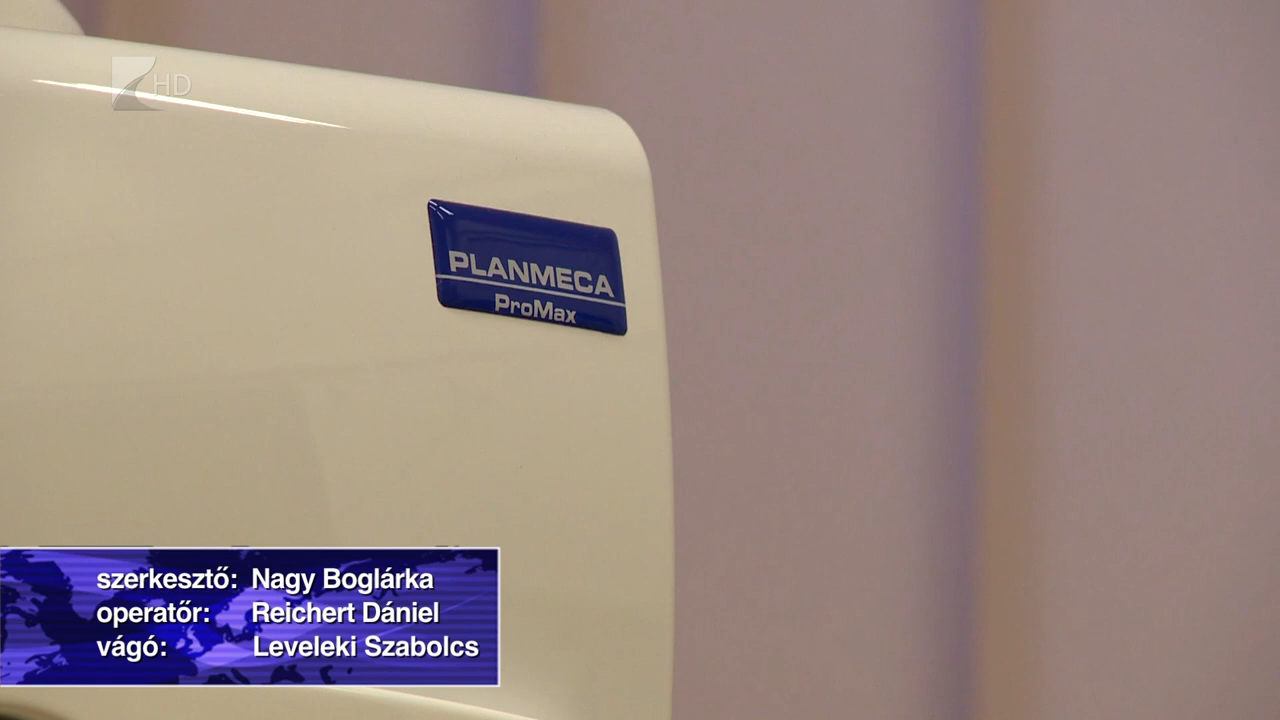 HD
PLANMECA
ProMax
szerkesztő: Nagy Boglárka
operatőr: Reichert Dániel
vágó: Leveleki Szabolcs